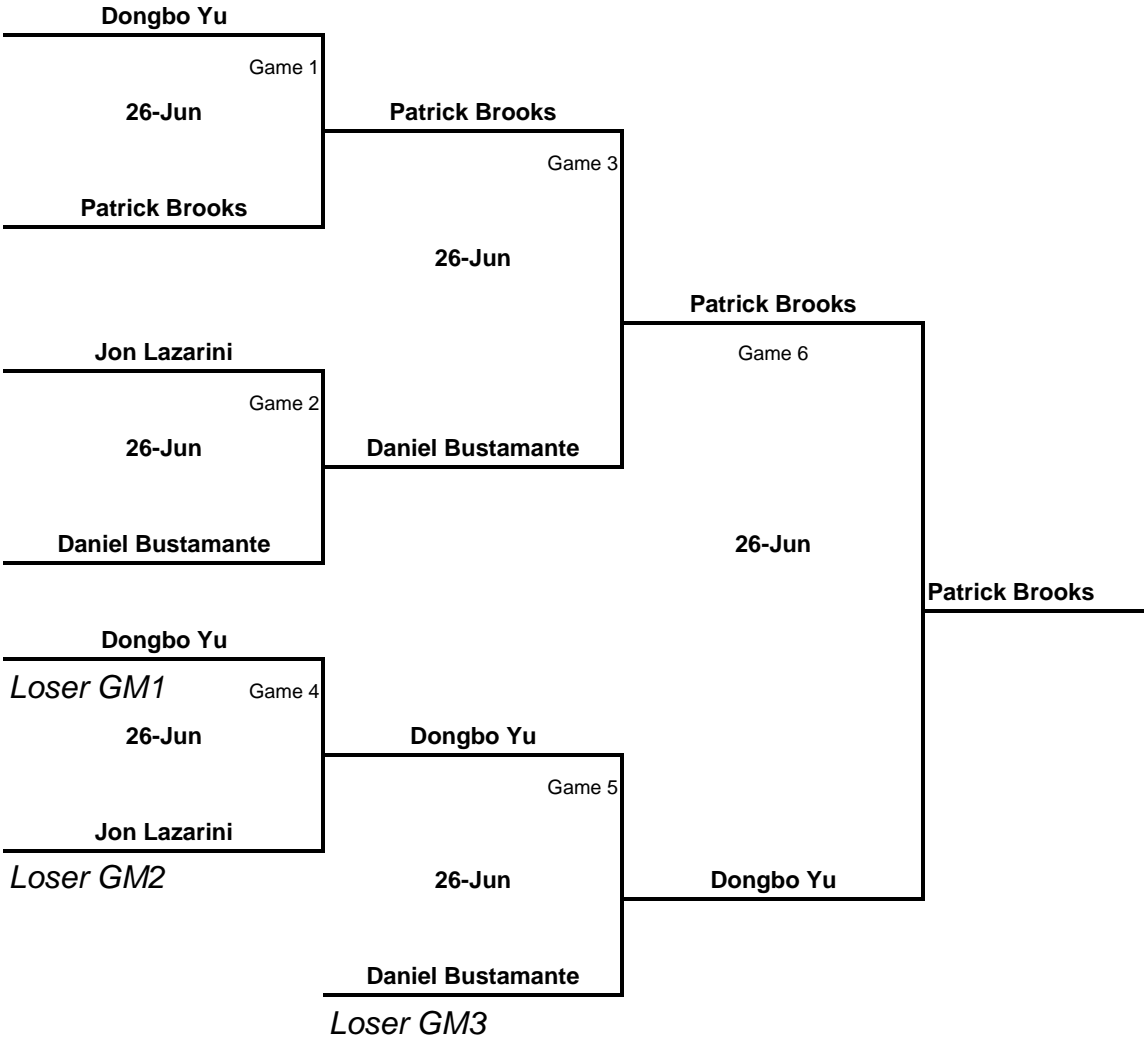 Dongbo Yu
Game 1
26-Jun
Patrick Brooks
Patrick Brooks
Game 3
26-Jun
Jon Lazarini
Game 2
26-Jun
Daniel Bustamante
Daniel Bustamante
Patrick Brooks
Game 6
26-Jun
Patrick Brooks
Dongbo Yu
Loser GM1
Game 4
26-Jun
Dongbo Yu
Jon Lazarini
Loser GM2
Game 5
26-Jun
Dongbo Yu
Daniel Bustamante
Loser GM3